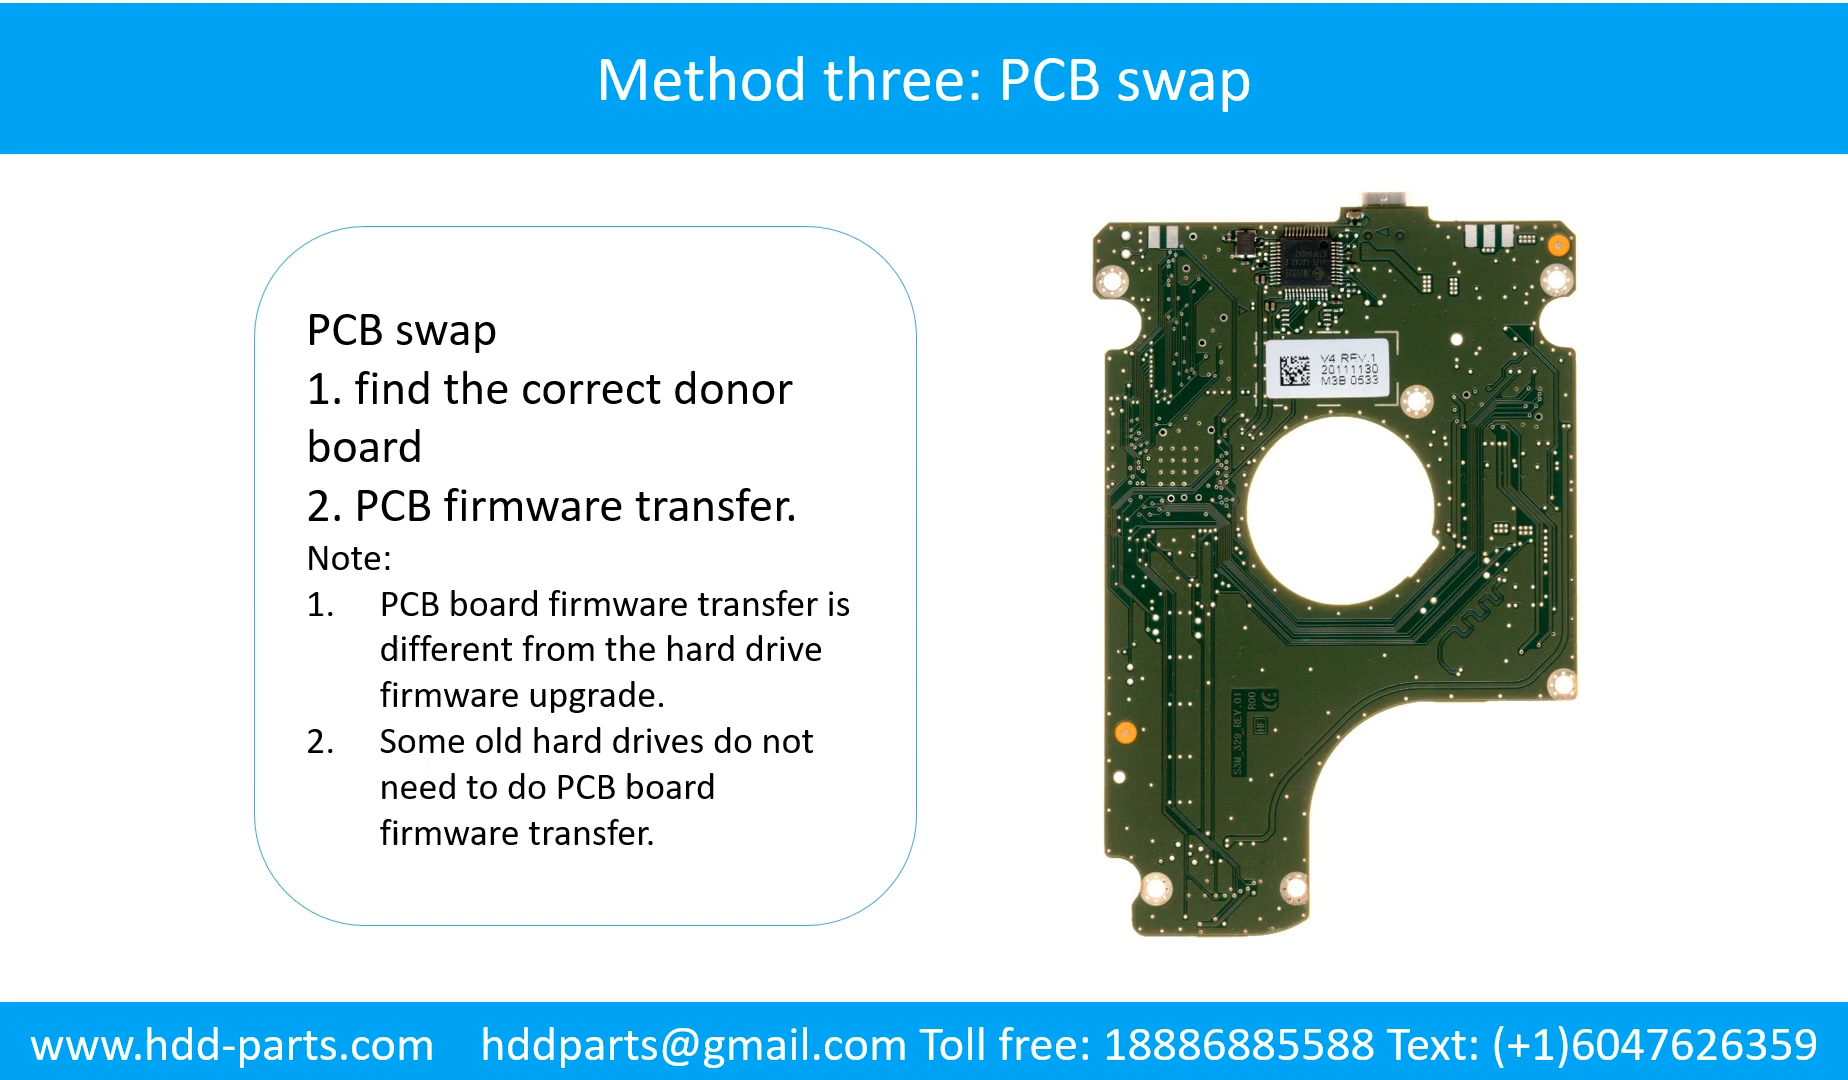 Method three: PCB swap
PCB swap
1. find the correct donor
board
2. PCB firmware transfer.
Note:
1. PCB board firmware transfer is
different from the hard drive
firmware upgrade.
2. Some old hard drives do not
need to do PCB board
firmware transfer.
V4 REV.1
20111130
M3B 0533
S3M_329_REV.01
R00
www.hdd-parts.com hddparts@gmail.com Toll free: 18886885588 Text: (+1)6047626359